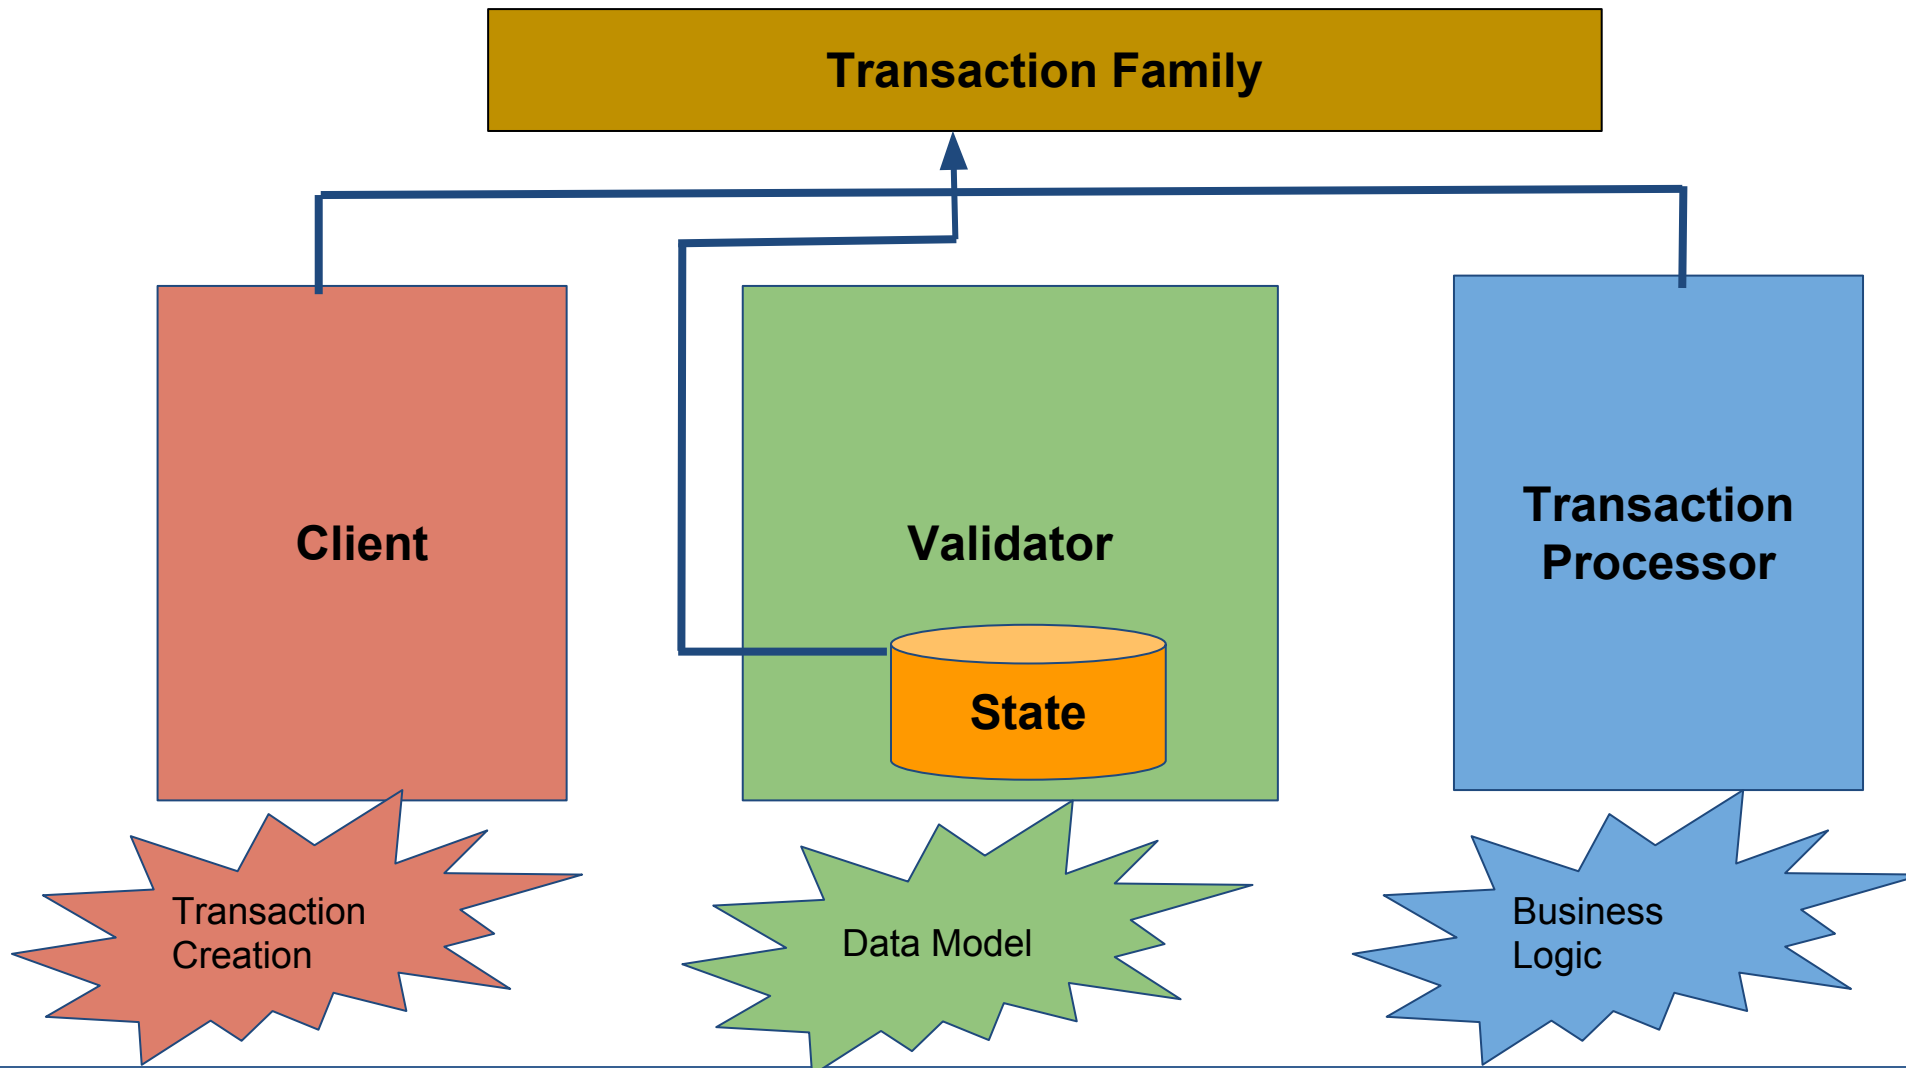 Transaction Family
Client
Validator
Transaction
Processor
State
Transaction
Creation
Data Model
Business
Logic